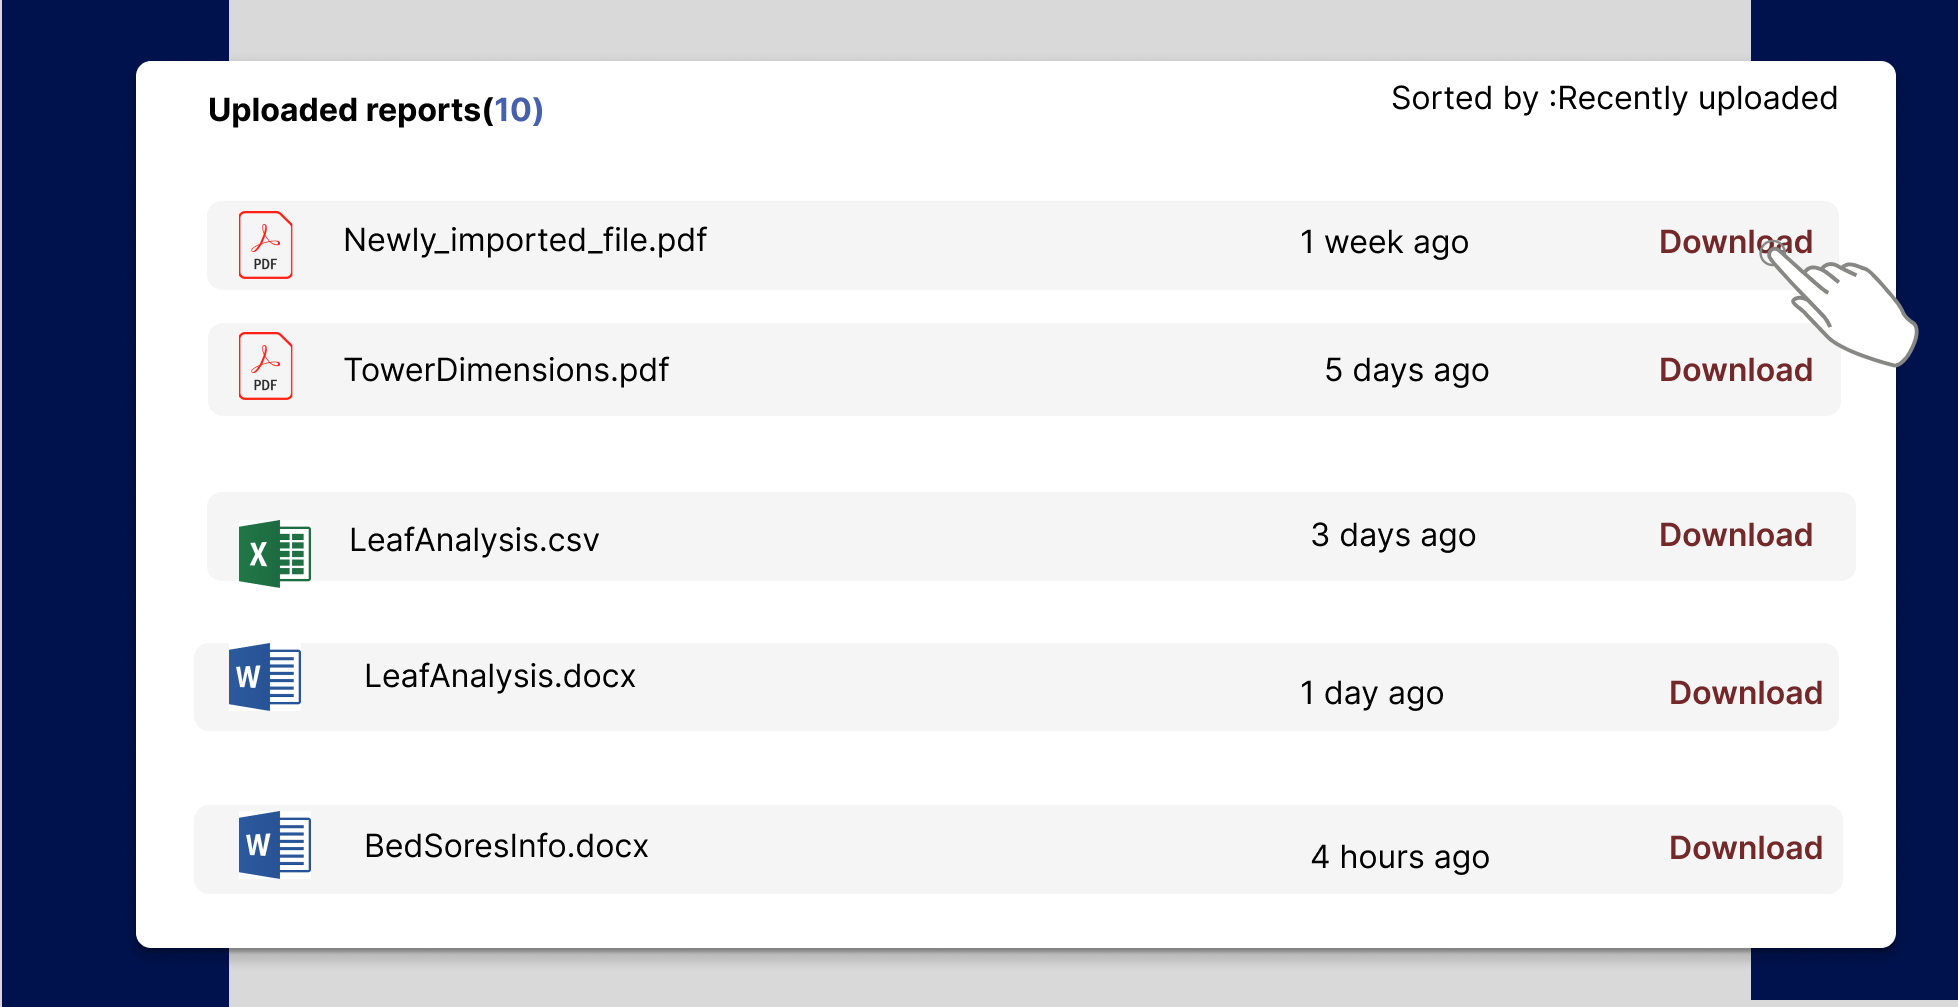 Uploaded reports(10)
Sorted by :Recently uploaded
PDF
Newly_imported_file.pdf
1 week ago
Download
PDF
TowerDimensions.pdf
5 days ago
Download
X
LeafAnalysis.csv
3 days ago
Download
W
LeafAnalysis.docx
1 day ago
Download
W
BedSoresInfo.docx
4 hours ago
Download